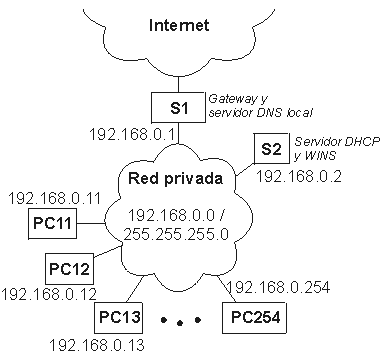 Internet
S1
Gateway y
servidor DNS local
192.168.0.1
S2
Servidor DHCP
y WINS
192.168.0.2
Red privada
192.168.0.0 /
255.255.255.0
192.168.0.11
PC11
PC12
192.168.0.12
PC13
192.168.0.13
• • •
192.168.0.254
PC254